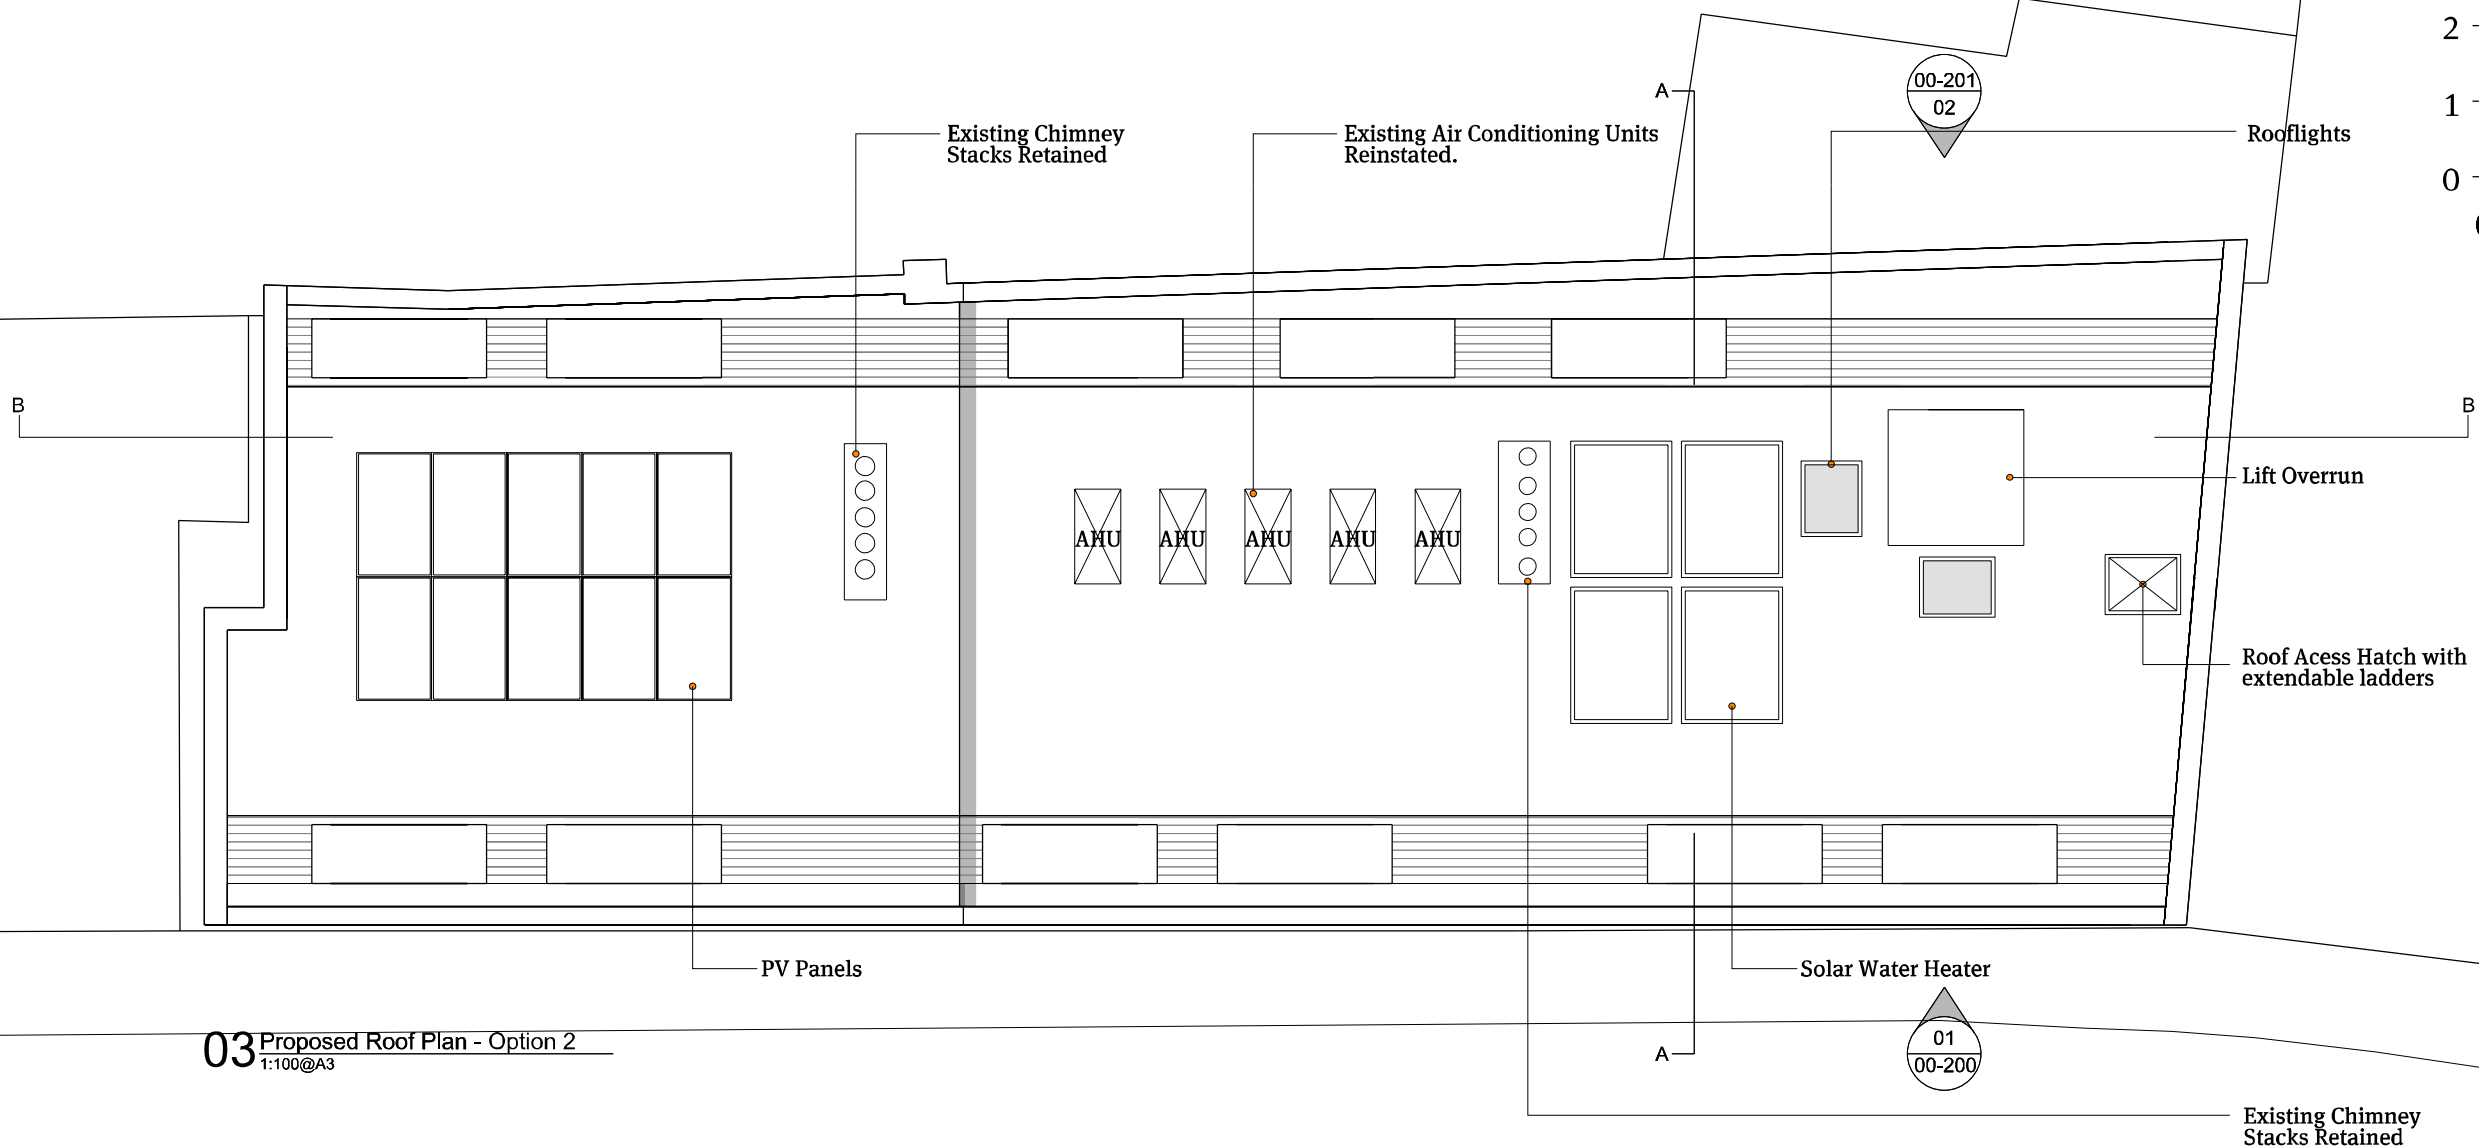 2
00-201
02
A
1
Existing Chimney
Stacks Retained
Existing Air Conditioning Units
Reinstated.
Rooflights
0
B
B
Lift Overrun
AHU
AHU
AHU
AHU
AHU
Roof Acess Hatch with
extendable ladders
PV Panels
Solar Water Heater
03
Proposed Roof Plan - Option 2
1:100@A3
A
01
00-200
Existing Chimney
Stacks Retained